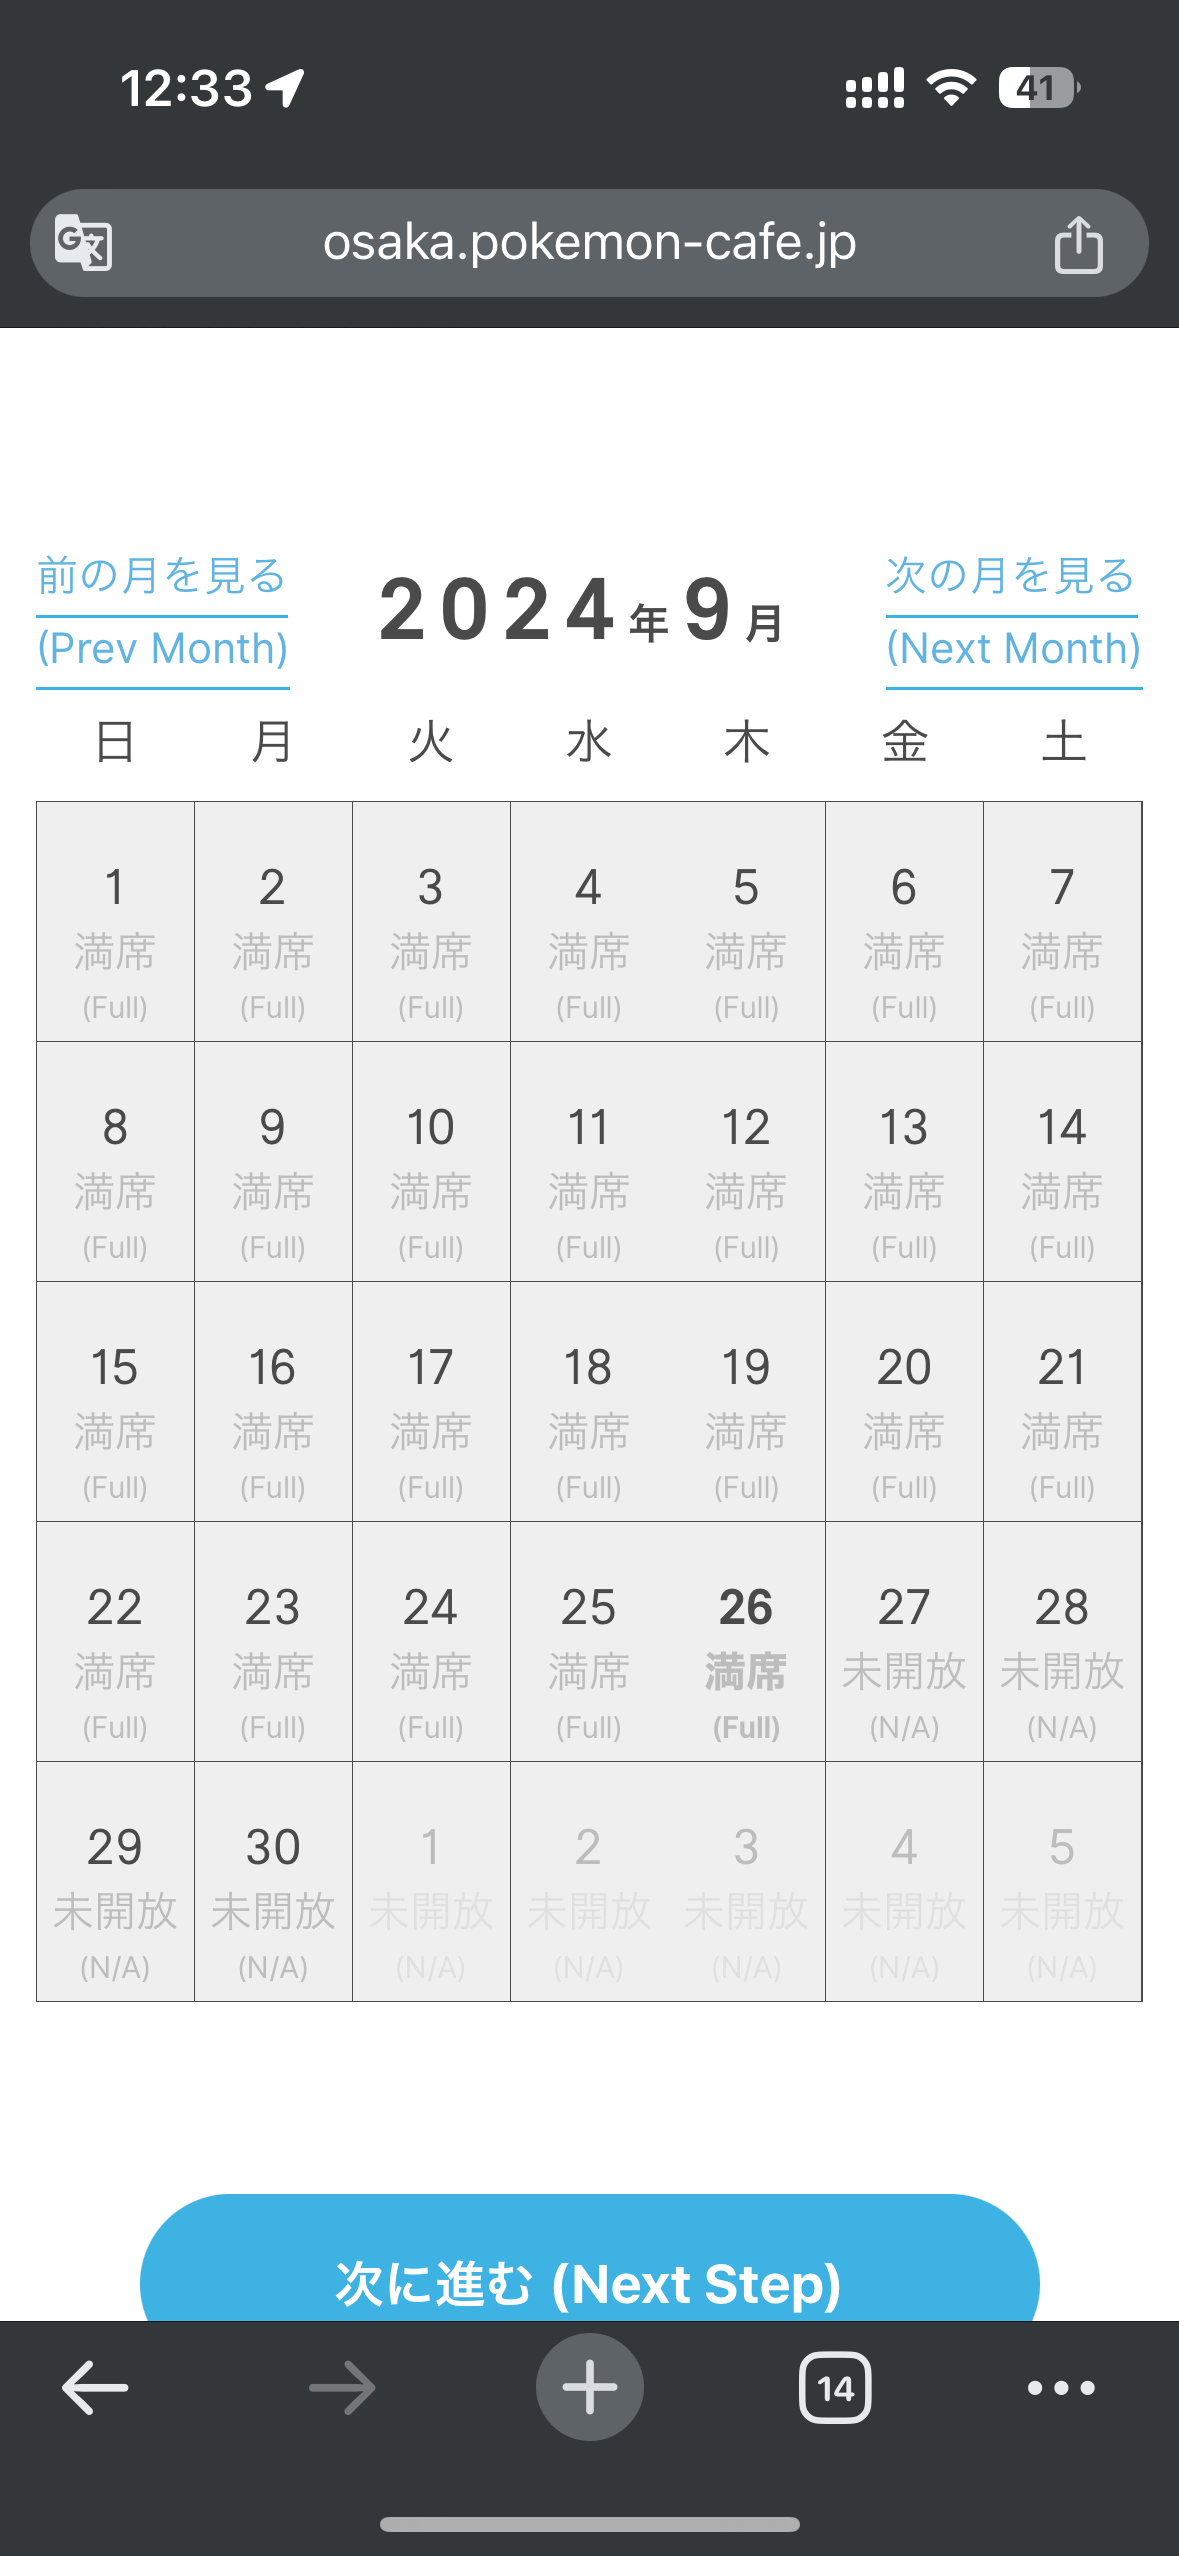 12:33
41
osaka.pokemon-cafe.jp
前の月を見る
(Prev Month)
2024年9月
次の月を見る
(Next Month)
日 月 火 水 木 金 土
1 2 3 4 5 6 7
満席 満席 満席 満席 満席 満席 満席
(Full) (Full) (Full) (Full) (Full) (Full) (Full)
8 9 10 11 12 13 14
満席 満席 満席 満席 満席 満席 満席
(Full) (Full) (Full) (Full) (Full) (Full) (Full)
15 16 17 18 19 20 21
満席 満席 満席 満席 満席 満席 満席
(Full) (Full) (Full) (Full) (Full) (Full) (Full)
22 23 24 25 26 27 28
満席 満席 満席 満席 満席 未開放 未開放
(Full) (Full) (Full) (Full) (Full) (N/A) (N/A)
29 30 1 2 3 4 5
未開放 未開放 未開放 未開放 未開放 未開放 未開放
(N/A) (N/A) (N/A) (N/A) (N/A) (N/A) (N/A)
次に進む (Next Step)
14